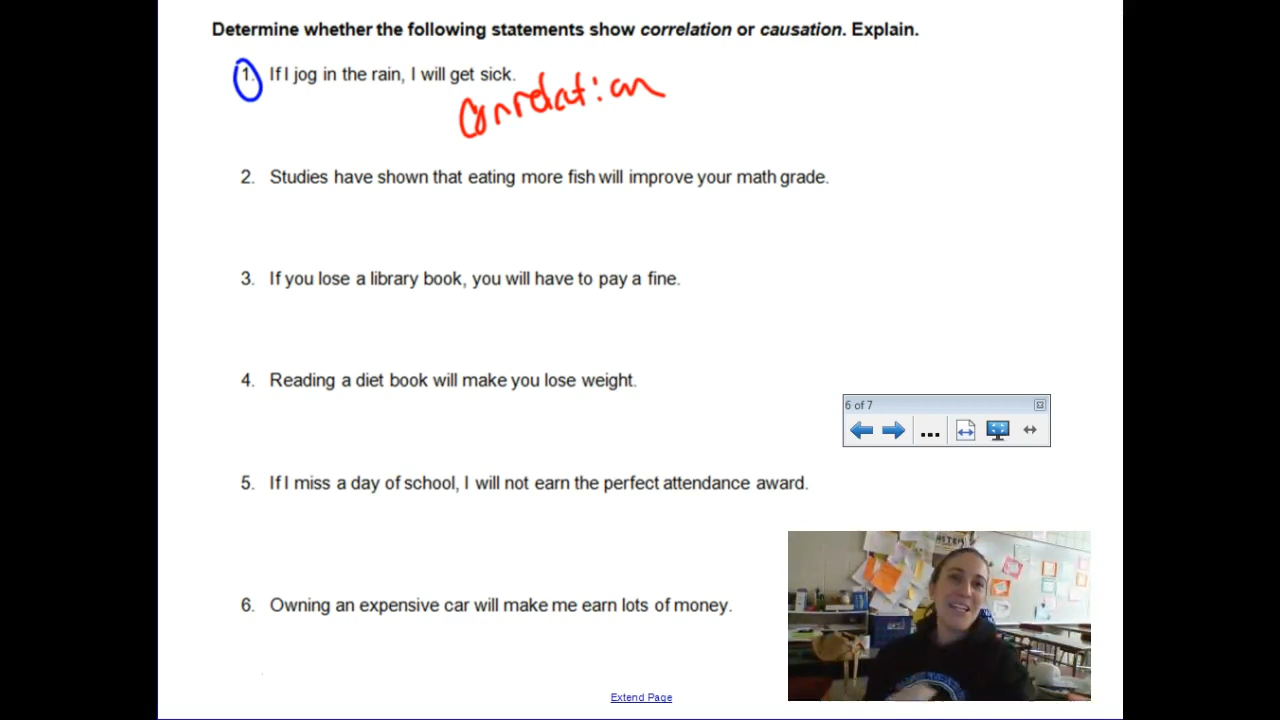 Determine whether the following statements show correlation or causation. Explain.
1. If I jog in the rain, I will get sick.
Correlation
2. Studies have shown that eating more fish will improve your math grade.
3. If you lose a library book, you will have to pay a fine.
4. Reading a diet book will make you lose weight.
6 of 7
...
5. If I miss a day of school, I will not earn the perfect attendance award.
6. Owning an expensive car will make me earn lots of money.
Extend Page